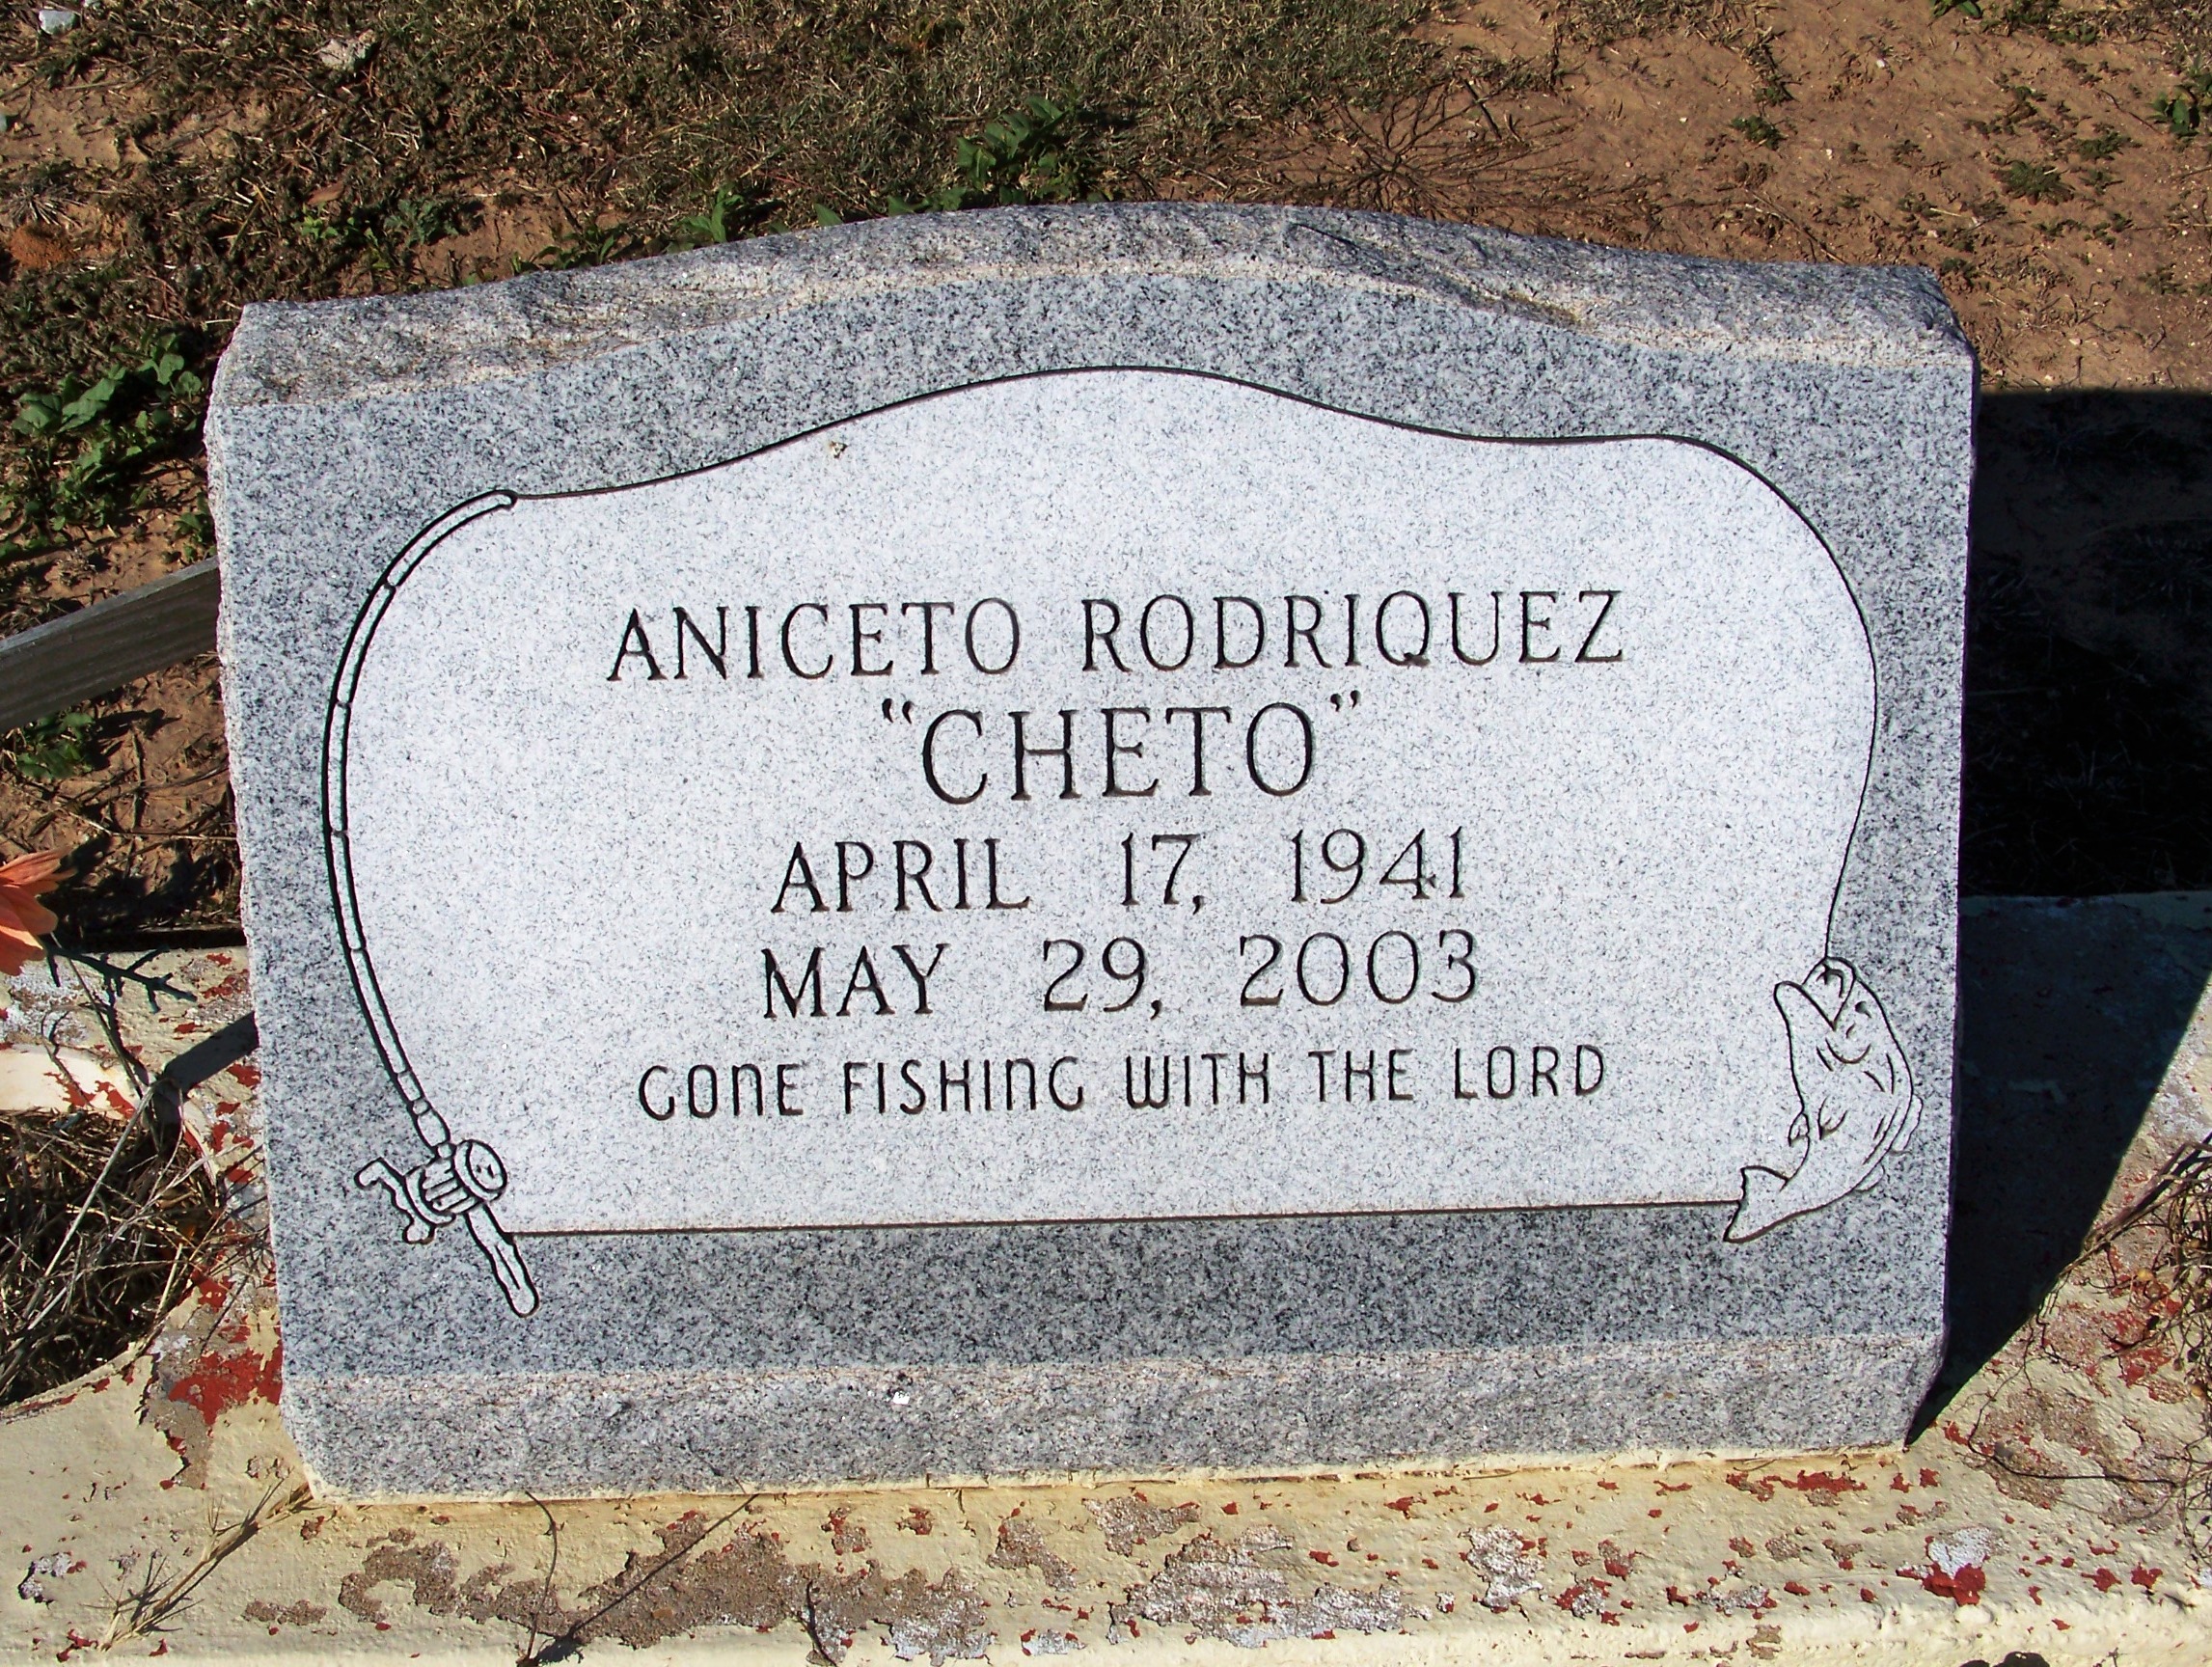 ANICETO RODRIQUEZ
"CHETO"
APRIL 17, 1941
MAY 29, 2003
GONE FISHING WITH THE LORD